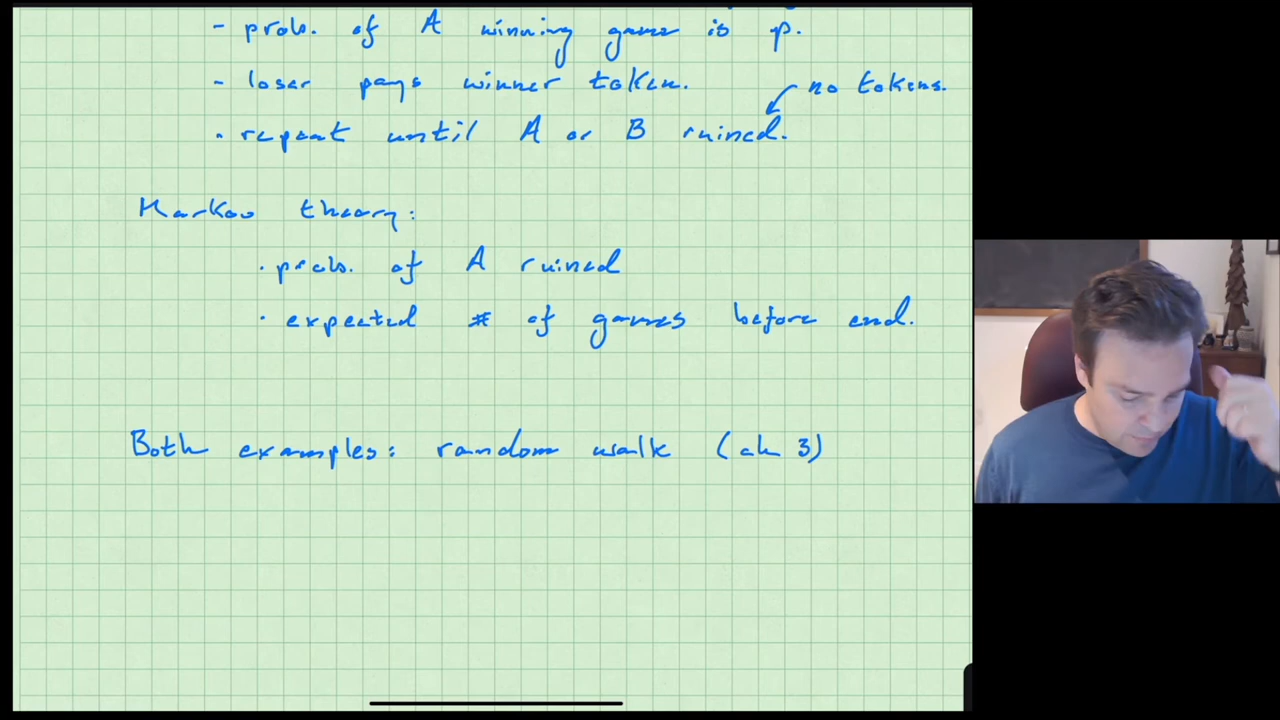 - prob. of A winning game is p.
- loser pays winner token.
no tokens.
- repeat until A or B ruined.
Markov theory:
· prob. of A ruined
· expected # of games before end.
Both examples: random walk (ch 3)